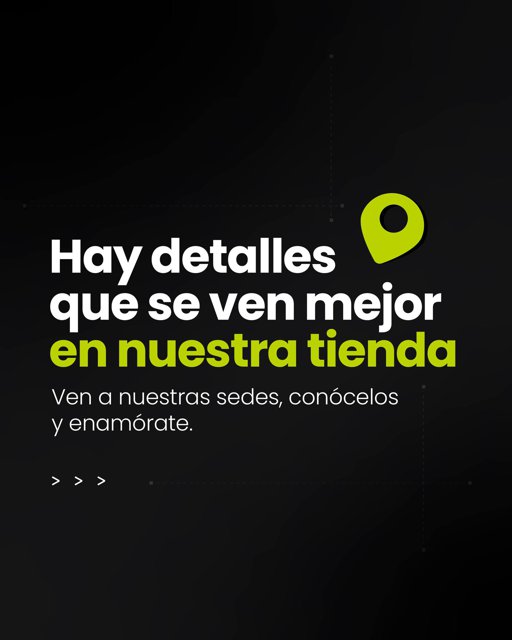 Hay detalles
que se ven mejor
en nuestra tienda
Ven a nuestras sedes, conócelos
y enamórate.
> > >